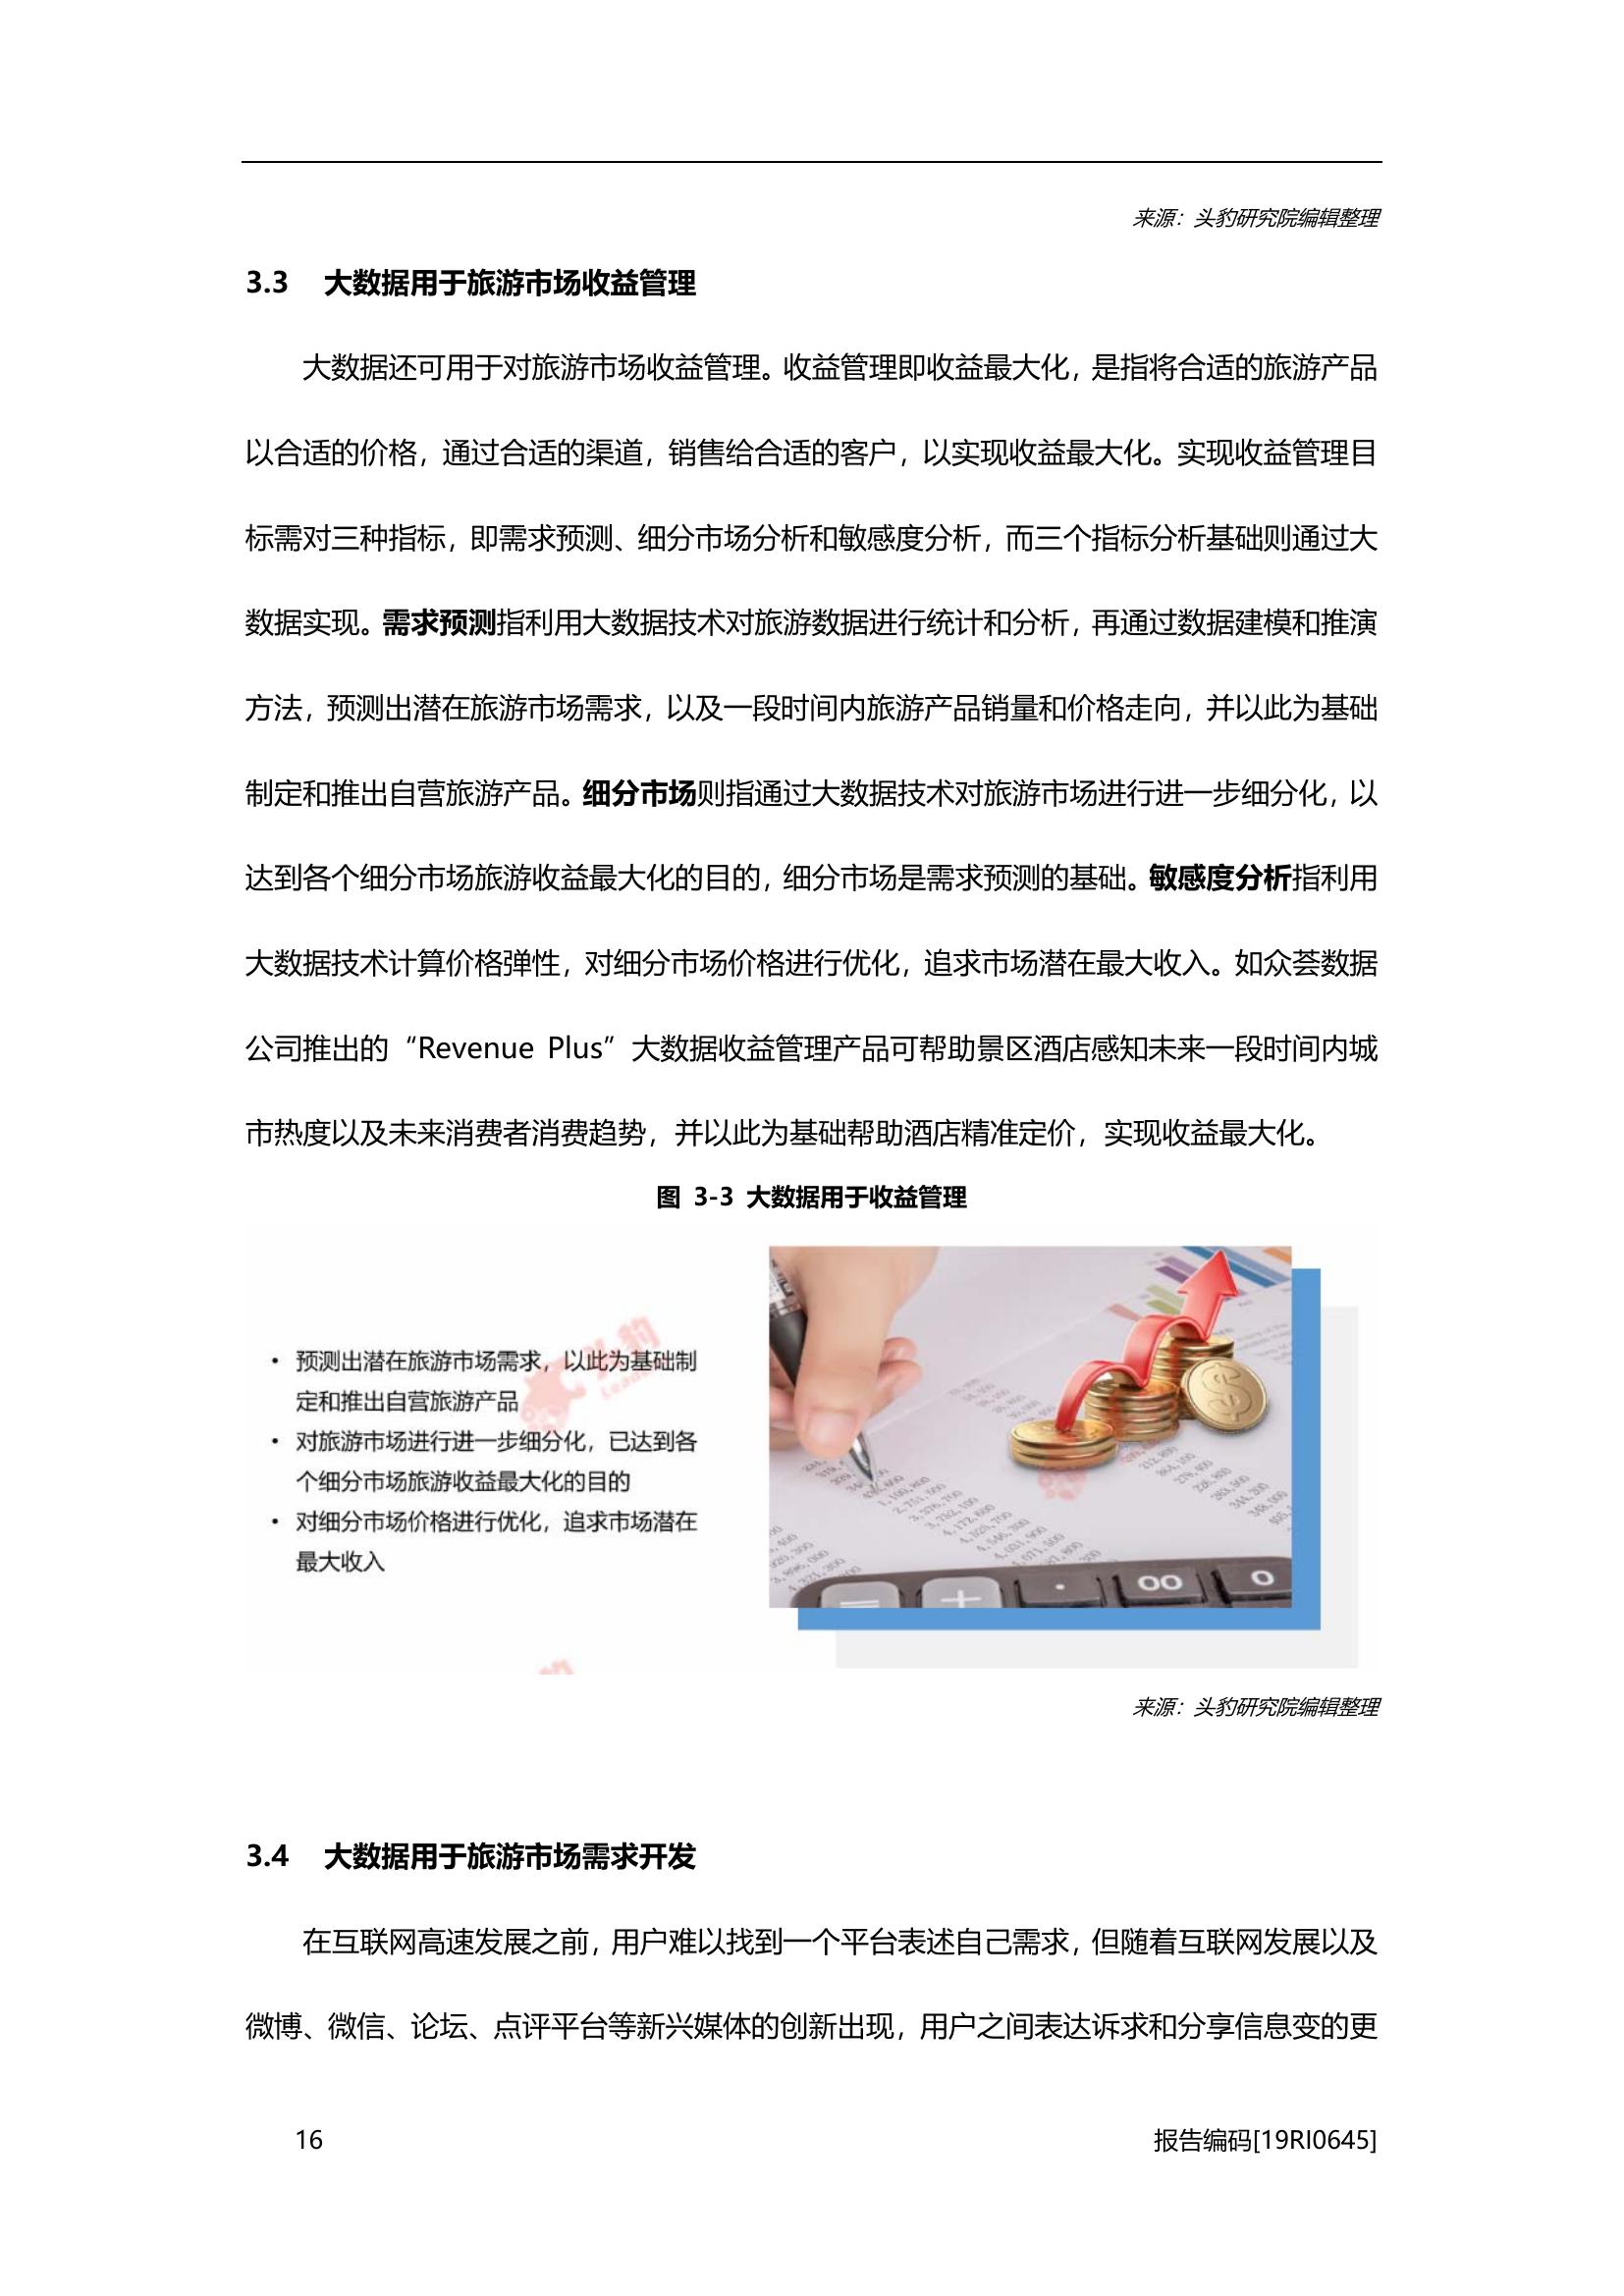 来源：头豹研究院编辑整理
3.3 大数据用于旅游市场收益管理
大数据还可用于对旅游市场收益管理。收益管理即收益最大化，是指将合适的旅游产品
以合适的价格，通过合适的渠道，销售给合适的客户，以实现收益最大化。实现收益管理目
标需对三种指标，即需求预测、细分市场分析和敏感度分析，而三个指标分析基础则通过大
数据实现。需求预测指利用大数据技术对旅游数据进行统计和分析，再通过数据建模和推演
方法，预测出潜在旅游市场需求，以及一段时间内旅游产品销量和价格走向，并以此为基础
制定和推出自营旅游产品。细分市场则指通过大数据技术对旅游市场进行进一步细分化，以
达到各个细分市场旅游收益最大化的目的，细分市场是需求预测的基础。敏感度分析指利用
大数据技术计算价格弹性，对细分市场价格进行优化，追求市场潜在最大收入。如众荟数据
公司推出的“Revenue Plus”大数据收益管理产品可帮助景区酒店感知未来一段时间内城
市热度以及未来消费者消费趋势，并以此为基础帮助酒店精准定价，实现收益最大化。
图 3-3 大数据用于收益管理
• 预测出潜在旅游市场需求，以此为基础制
定和推出自营旅游产品
• 对旅游市场进行进一步细分化，已达到各
个细分市场旅游收益最大化的目的
• 对细分市场价格进行优化，追求市场潜在
最大收入
来源：头豹研究院编辑整理
3.4 大数据用于旅游市场需求开发
在互联网高速发展之前，用户难以找到一个平台表述自己需求，但随着互联网发展以及
微博、微信、论坛、点评平台等新兴媒体的创新出现，用户之间表达诉求和分享信息变的更
16 报告编码[19RI0645]